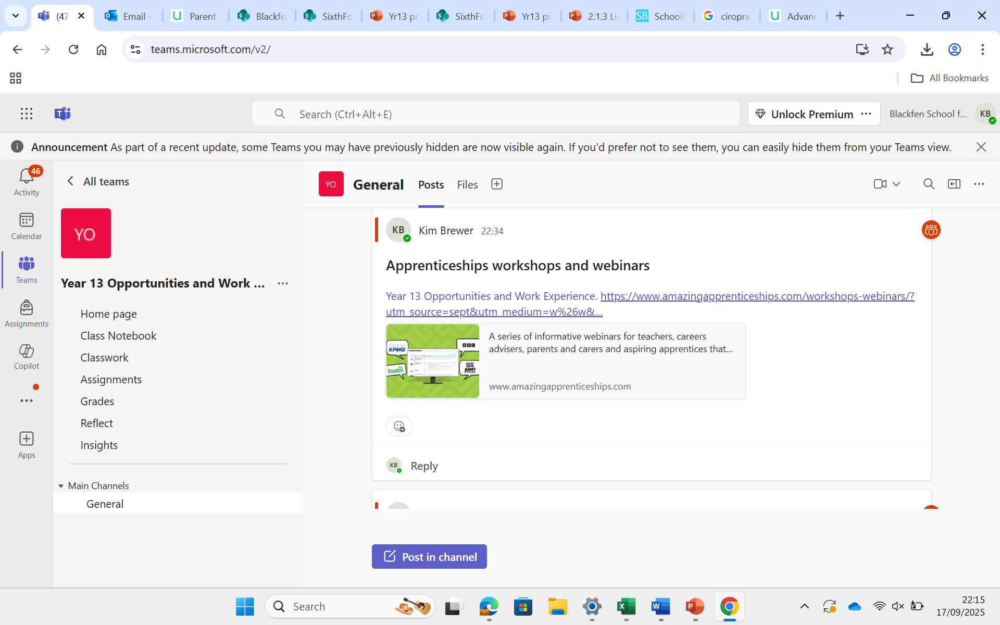 (47
Email -
Parent
Blackfe
SixthFo
Yr13 pr
SixthFo
Yr13 pr
2.1.3 Li
School
ciropra
Advanc
teams.microsoft.com/v2/
All Bookmarks
Search (Ctrl+Alt+E)
Unlock Premium
Blackfen School f...
KB
Announcement As part of a recent update, some Teams you may have previously hidden are now visible again. If you'd prefer not to see them, you can easily hide them from your Teams view.
46
Activity
Calendar
Teams
Assignments
Copilot
Apps
All teams
YO
Year 13 Opportunities and Work ...
Home page
Class Notebook
Classwork
Assignments
Grades
Reflect
Insights
Main Channels
General
YO
General
Posts
Files
KB
Kim Brewer 22:34
Apprenticeships workshops and webinars
Year 13 Opportunities and Work Experience. https://www.amazingapprenticeships.com/workshops-webinars/?
utm_source=sept&utm_medium=w%26w&...
KPMG
BBC
Dunelm
ARMY
BE THE BEST
A series of informative webinars for teachers, careers
advisers, parents and carers and aspiring apprentices that...
www.amazingapprenticeships.com
KB
Reply
Post in channel
Search
22:15
17/09/2025